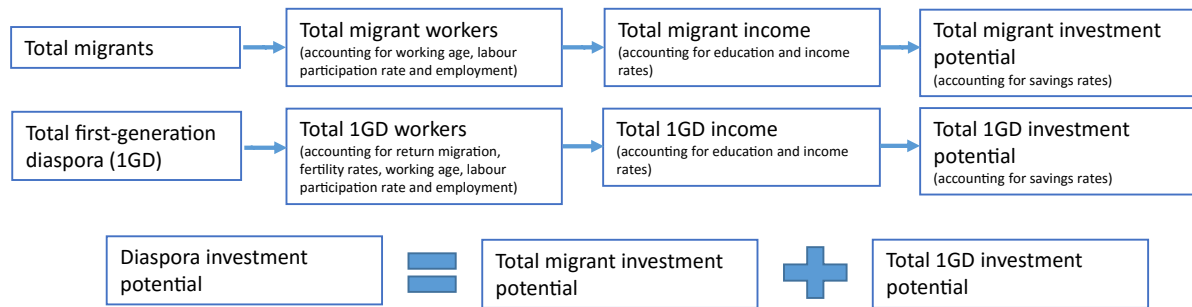 Total migrants
Total migrant workers
(accounting for working age, labour
participation rate and employment)
Total migrant income
(accounting for education and income
rates)
Total migrant investment
potential
(accounting for savings rates)
Total first-generation
diaspora (1GD)
Total 1GD workers
(accounting for return migration,
fertility rates, working age, labour
participation rate and employment)
Total 1GD income
(accounting for education and income
rates)
Total 1GD investment
potential
(accounting for savings rates)
Diaspora investment
potential
Total migrant investment
potential
Total 1GD investment
potential